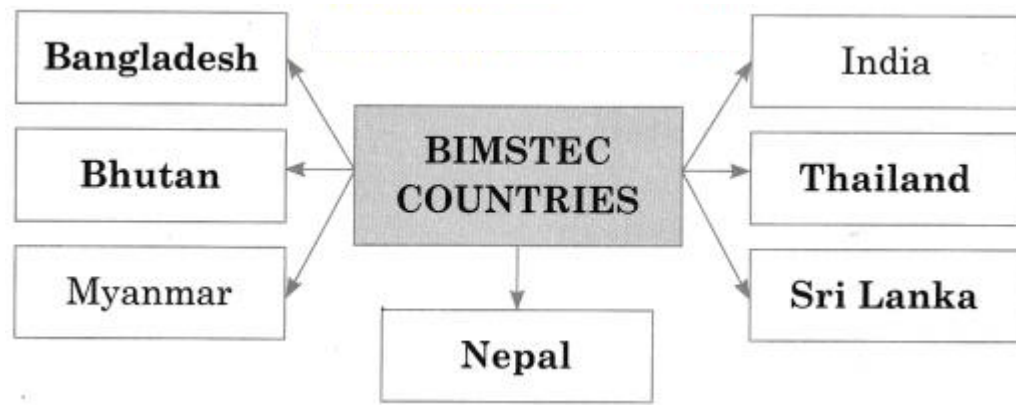 Bangladesh
Bhutan
Myanmar
BIMSTEC
COUNTRIES
Nepal
India
Thailand
Sri Lanka